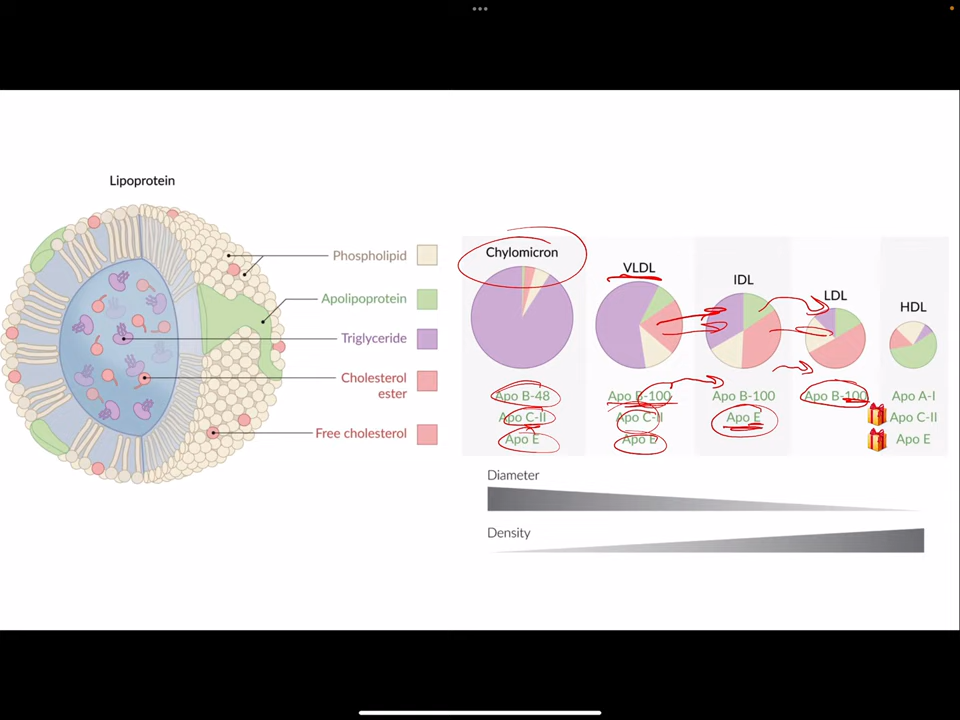 Lipoprotein
Phospholipid
Apolipoprotein
Triglyceride
Cholesterol
ester
Free cholesterol
Chylomicron
VLDL
IDL
LDL
HDL
Apo B-48
Apo C-II
Apo E
Apo B-100
Apo C-II
Apo E
Apo B-100
Apo E
Apo B-100
Apo A-I
Apo C-II
Apo E
Diameter
Density